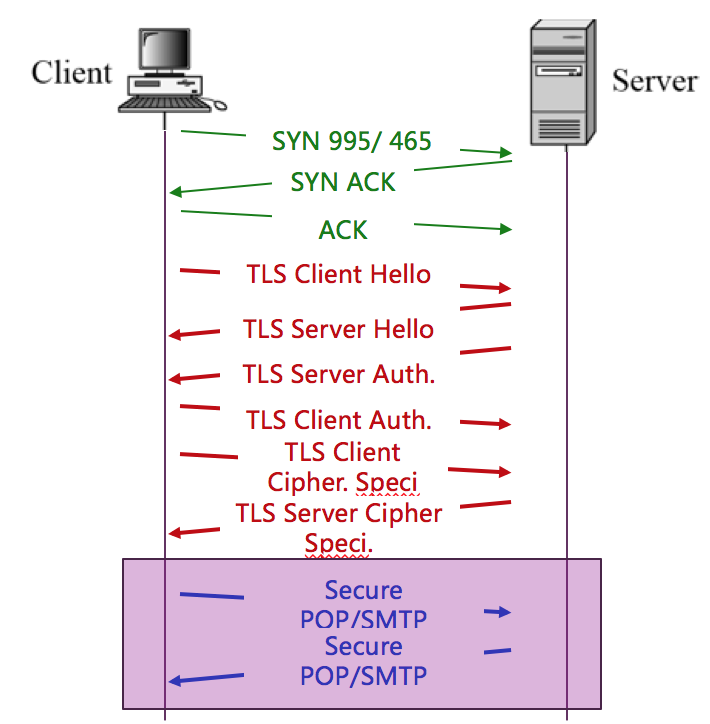 Client
Server
SYN 995/ 465
SYN ACK
ACK
TLS Client Hello
TLS Server Hello
TLS Server Auth.
TLS Client Auth.
TLS Client
Cipher. Speci
TLS Server Cipher
Speci.
Secure
POP/SMTP
Secure
POP/SMTP